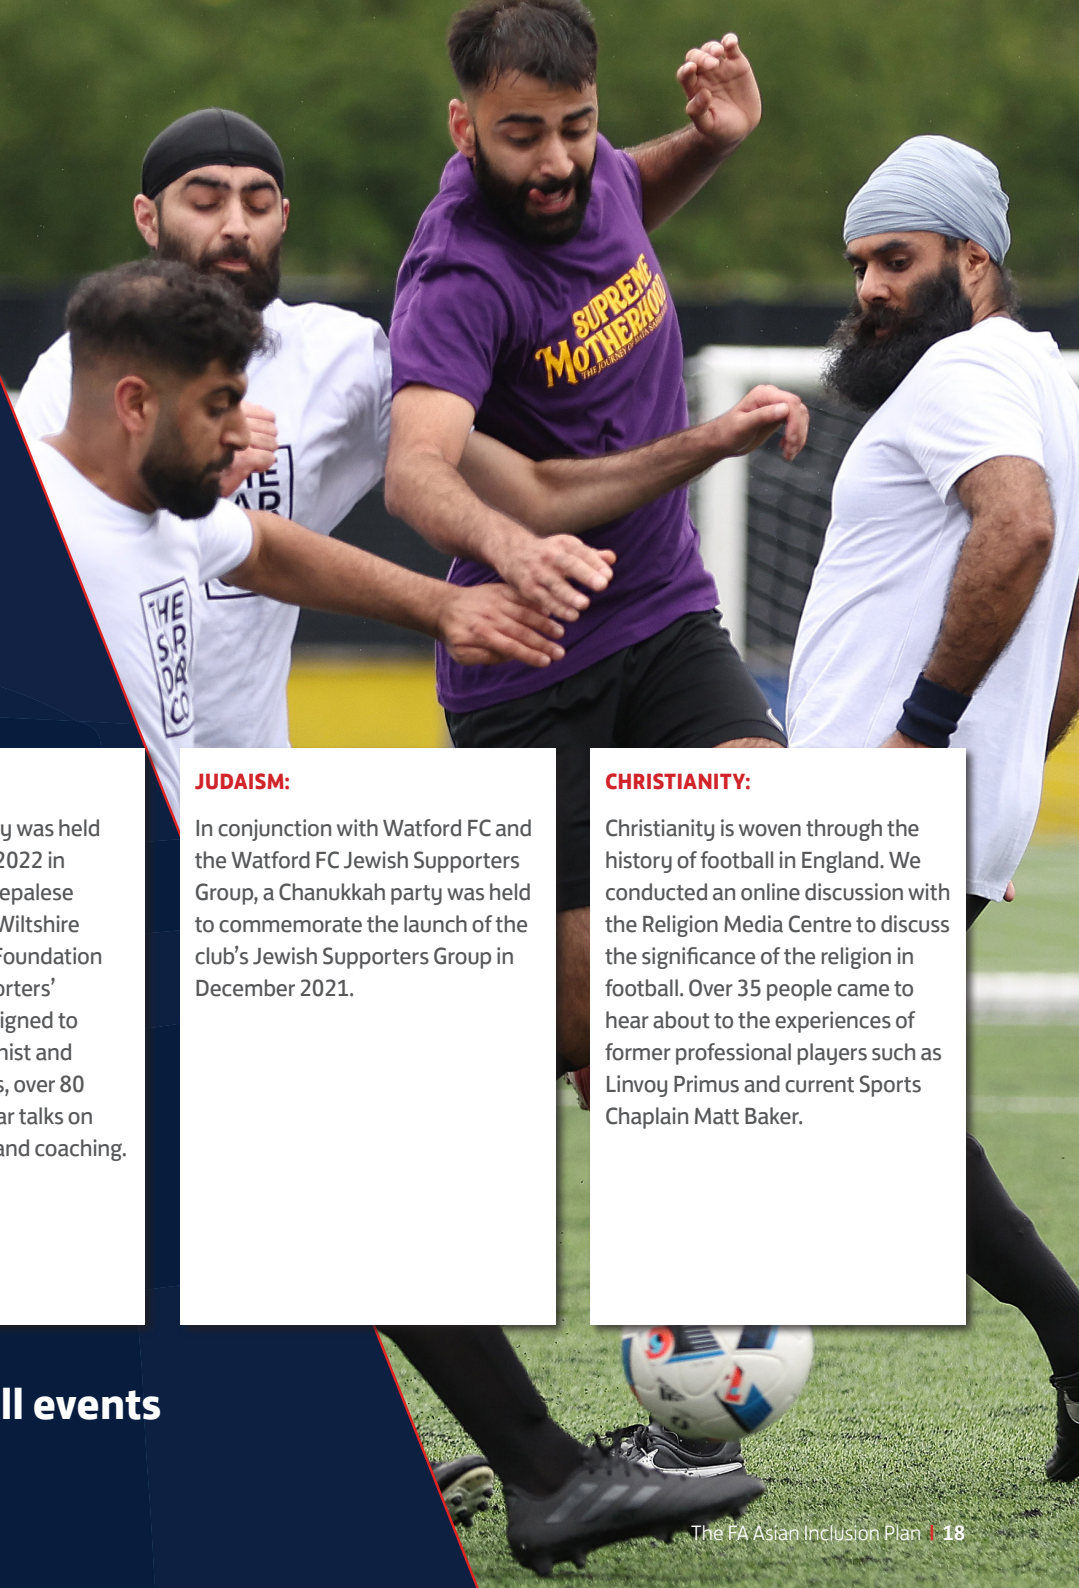 SUPREME
MOTHERHOOD
THE JOURNEY OF MATA
THE
S R
D A
CO
y was held
2022 in
epalese
Wiltshire
Foundation
orters’
igned to
nist and
s, over 80
ar talks on
and coaching.
JUDAISM:
In conjunction with Watford FC and
the Watford FC Jewish Supporters
Group, a Chanukkah party was held
to commemorate the launch of the
club’s Jewish Supporters Group in
December 2021.
CHRISTIANITY:
Christianity is woven through the
history of football in England. We
conducted an online discussion with
the Religion Media Centre to discuss
the significance of the religion in
football. Over 35 people came to
hear about to the experiences of
former professional players such as
Linvoy Primus and current Sports
Chaplain Matt Baker.
ll events
The FA Asian Inclusion Plan | 18